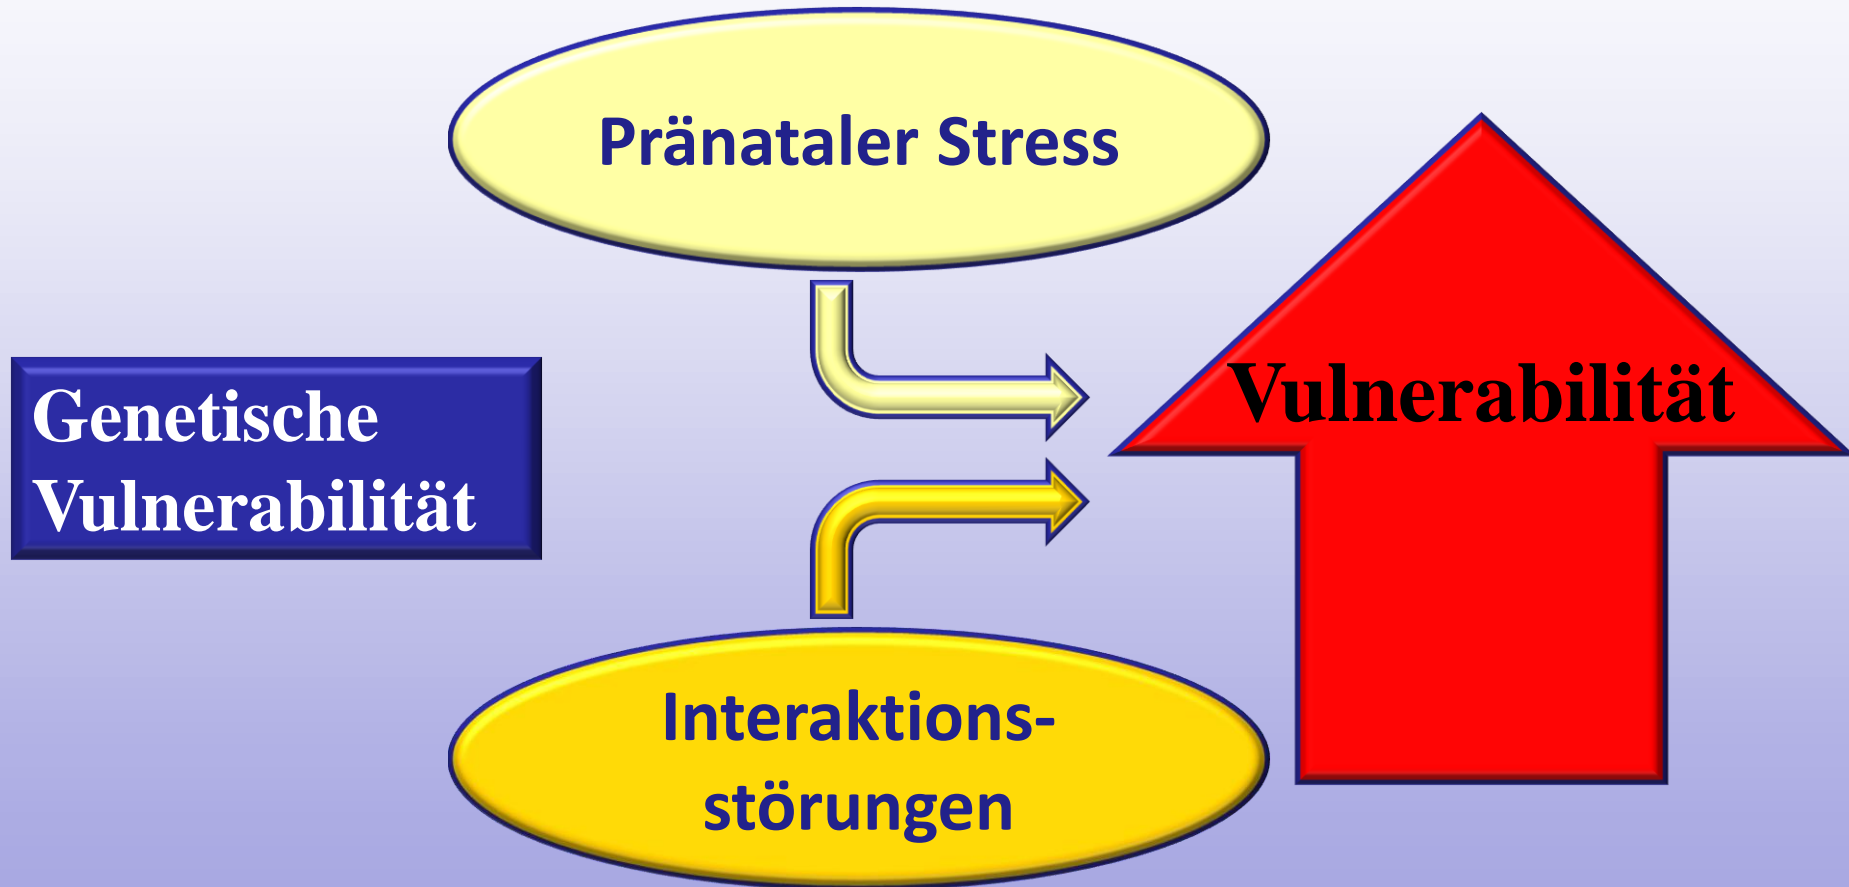 Pränataler Stress
Genetische
Vulnerabilität
Vulnerabilität
Interaktions-
störungen